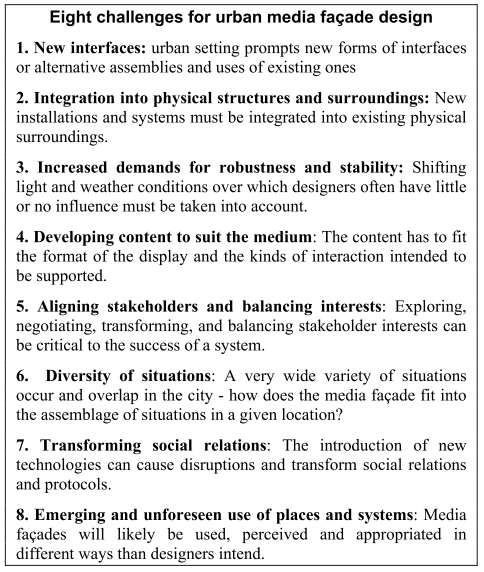 Eight challenges for urban media façade design
1. New interfaces: urban setting prompts new forms of interfaces
or alternative assemblies and uses of existing ones
2. Integration into physical structures and surroundings: New
installations and systems must be integrated into existing physical
surroundings.
3. Increased demands for robustness and stability: Shifting
light and weather conditions over which designers often have little
or no influence must be taken into account.
4. Developing content to suit the medium: The content has to fit
the format of the display and the kinds of interaction intended to
be supported.
5. Aligning stakeholders and balancing interests: Exploring,
negotiating, transforming, and balancing stakeholder interests can
be critical to the success of a system.
6. Diversity of situations: A very wide variety of situations
occur and overlap in the city - how does the media façade fit into
the assemblage of situations in a given location?
7. Transforming social relations: The introduction of new
technologies can cause disruptions and transform social relations
and protocols.
8. Emerging and unforeseen use of places and systems: Media
façades will likely be used, perceived and appropriated in
different ways than designers intend.